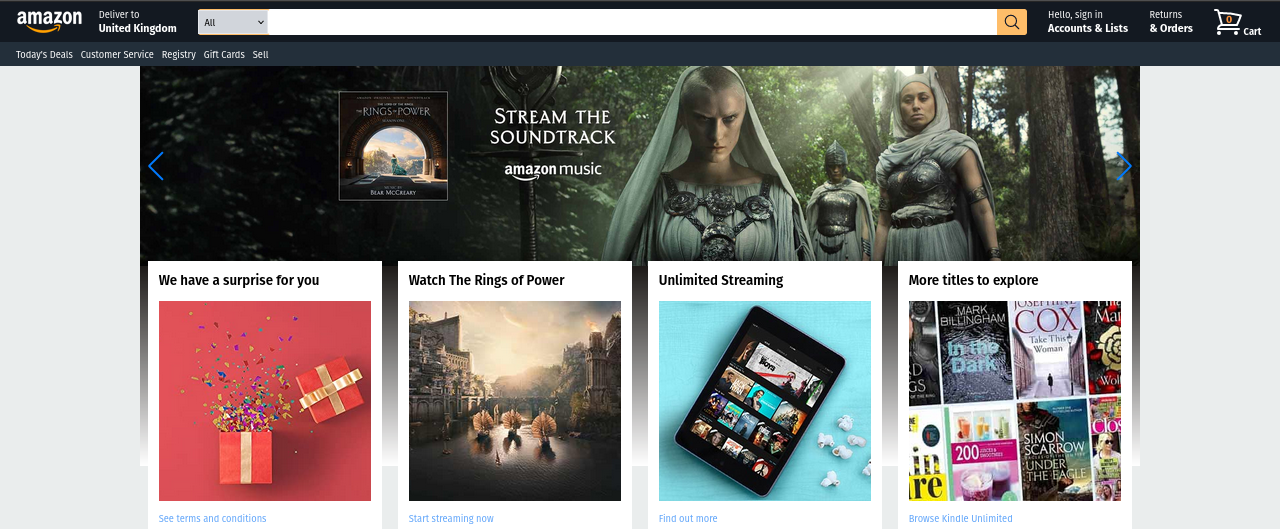 amazon
Deliver to
United Kingdom
All
Hello, sign in
Accounts & Lists
Returns
& Orders
0
Cart
Today's Deals
Customer Service
Registry
Gift Cards
Sell
THE LORD OF THE RINGS
THE RINGS OF POWER
SEASON ONE
MUSIC BY
BEAR McCREARY
STREAM THE
SOUNDTRACK
amazon music
We have a surprise for you
Watch The Rings of Power
Unlimited Streaming
More titles to explore
MARK
BILLINGHAM
In the
Dark
JOSEPHINE
COX
Take This
Woman
200
SIMON
SCARROW
UNDER
THE EAGLE
See terms and conditions
Start streaming now
Find out more
Browse Kindle Unlimited